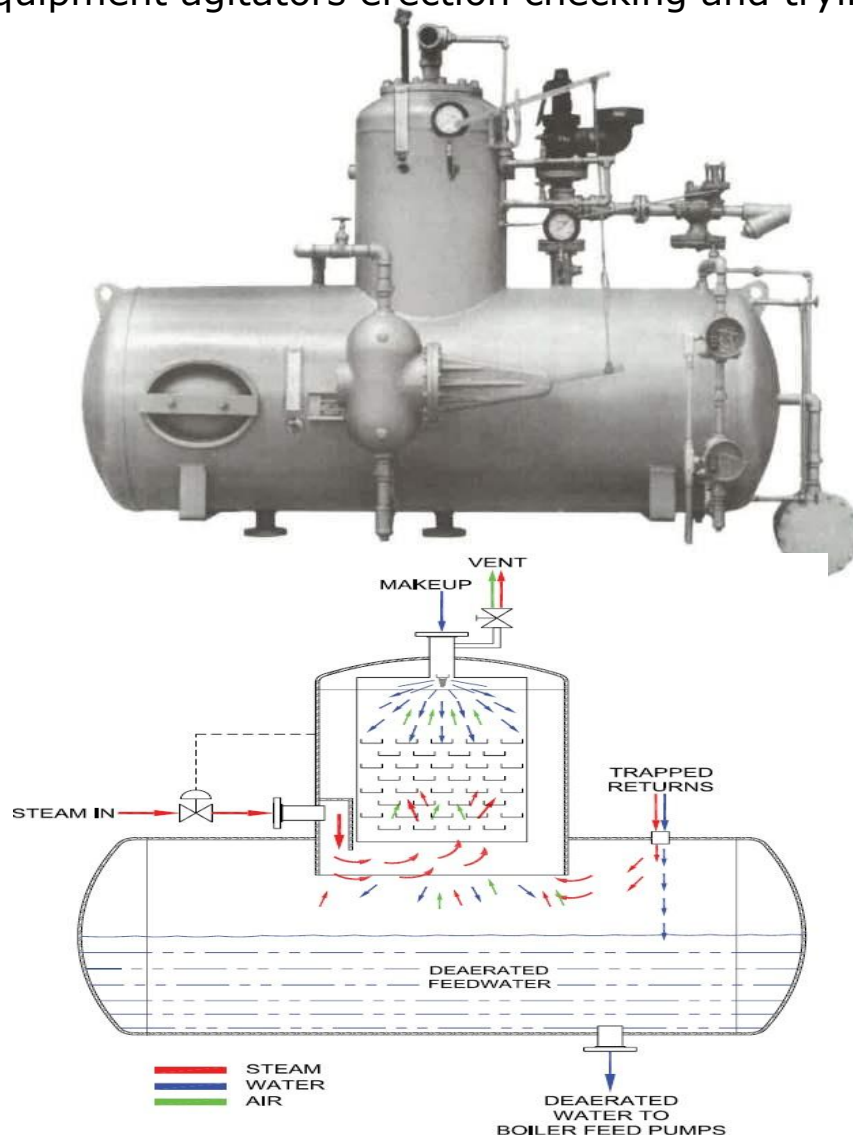 quipment agitators erection checking and tryi
VENT
MAKEUP
STEAM IN
TRAPPED
RETURNS
DEAERATED
FEEDWATER
STEAM
WATER
AIR
DEAERATED
WATER TO
BOILER FEED PUMPS